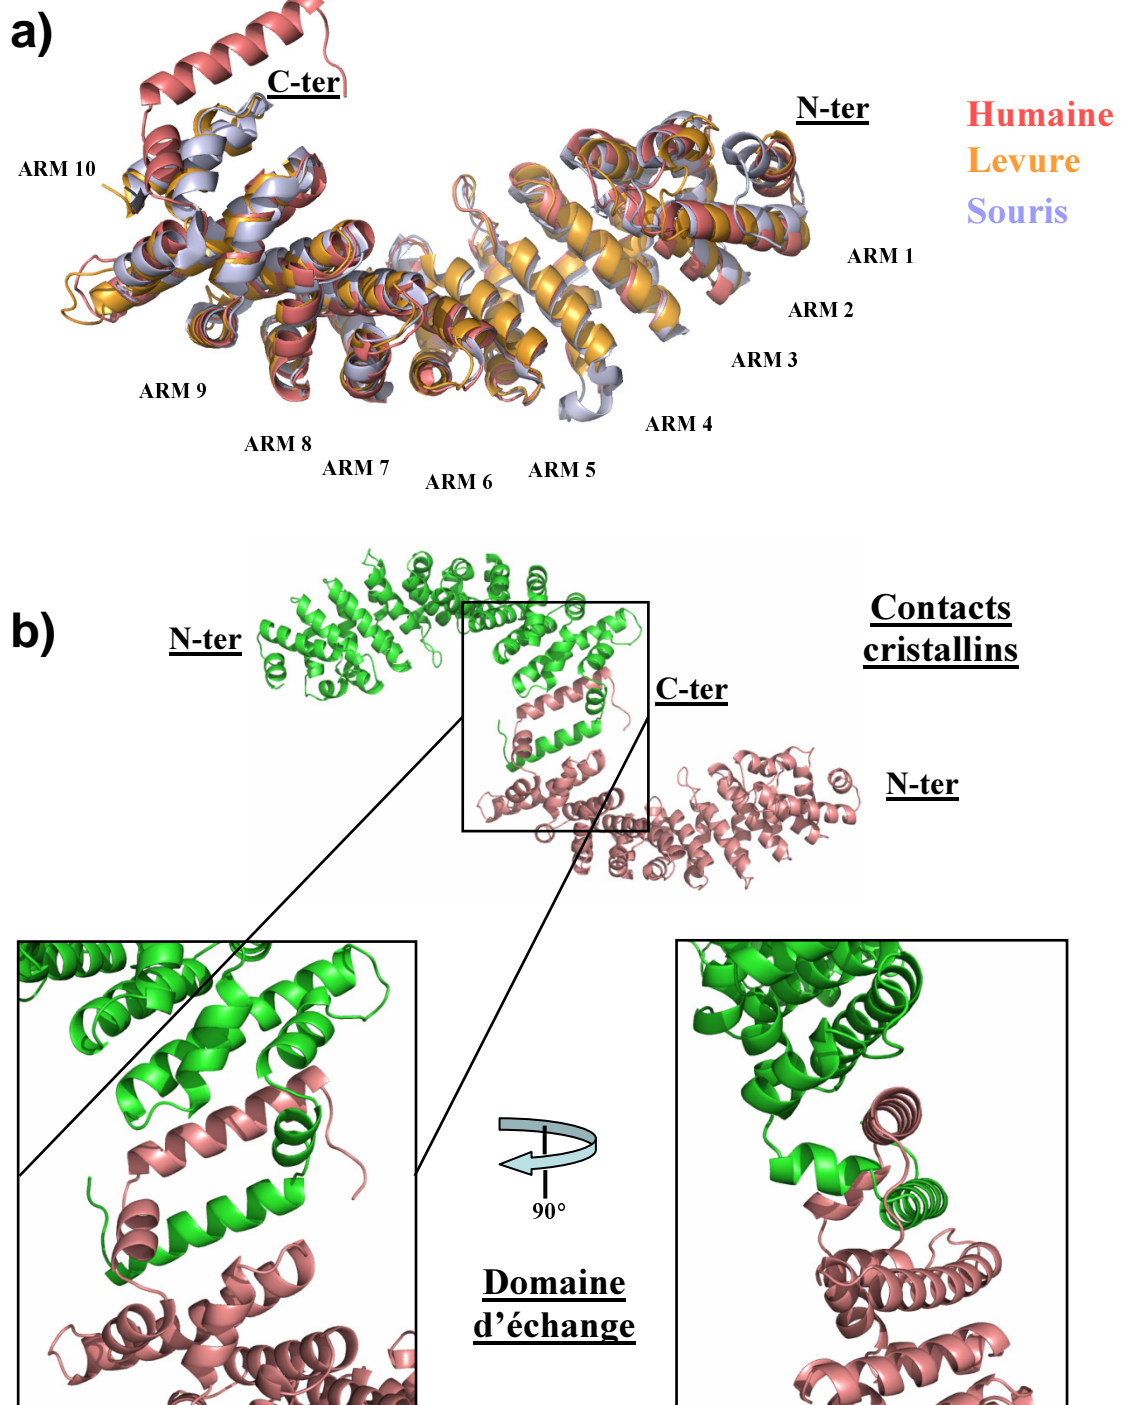 a)
C-ter
N-ter
Humaine
Levure
Souris
ARM 10
ARM 1
ARM 2
ARM 3
ARM 9
ARM 4
ARM 8
ARM 7
ARM 5
ARM 6
b)
N-ter
Contacts
cristallins
C-ter
N-ter
90°
Domaine
d’échange